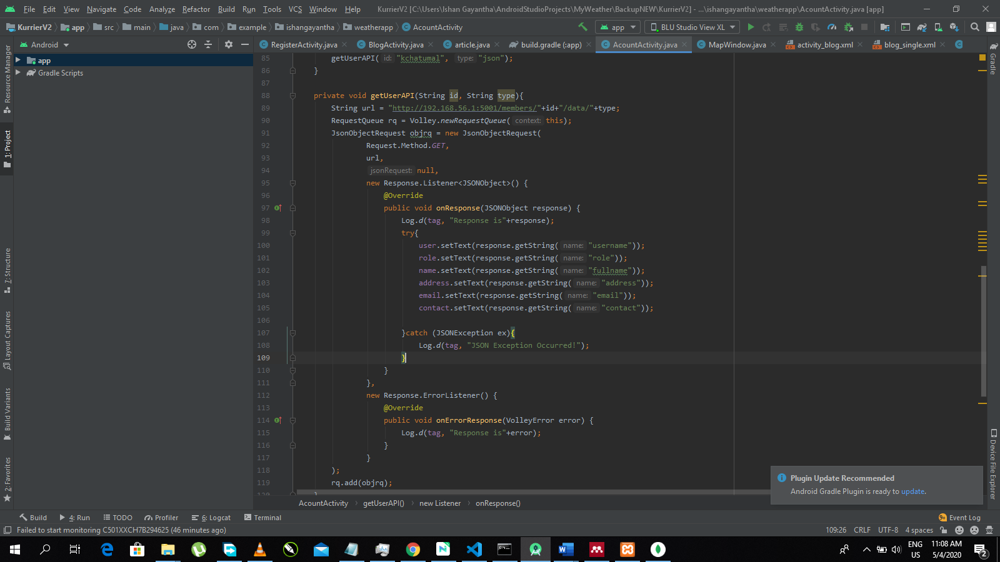 File Edit View Navigate Code Analyze Refactor Build Run Tools VCS Window Help KurrierV2 [C:\Users\Ishan Gayantha\AndroidStudioProjects\MyWeather\BackupNEW\KurrierV2] - ...\ishangayantha\weatherapp\AcountActivity.java [app]
KurrierV2 app src main java com example ishangayantha weatherapp AcountActivity app BLU Studio View XL
Android RegisterActivity.java BlogActivity.java article.java build.gradle (:app) AcountActivity.java MapWindow.java activity_blog.xml blog_single.xml
app
Gradle Scripts
Resource Manager
1: Project
7: Structure
Layout Captures
Build Variants
2: Favorites
85 getUserAPI( id: "kchatumal", type: "json");
86 }
87
88 private void getUserAPI(String id, String type){
89 String url = "http://192.168.56.1:5001/members/"+id+"/data/"+type;
90 RequestQueue rq = Volley.newRequestQueue( context: this);
91 JsonObjectRequest objrq = new JsonObjectRequest(
92 Request.Method.GET,
93 url,
94 jsonRequest: null,
95 new Response.Listener<JSONObject>() {
96 @Override
97 public void onResponse(JSONObject response) {
98 Log.d(tag, "Response is"+response);
99 try{
100 user.setText(response.getString( name: "username"));
101 role.setText(response.getString( name: "role"));
102 name.setText(response.getString( name: "fullname"));
103 address.setText(response.getString( name: "address"));
104 email.setText(response.getString( name: "email"));
105 contact.setText(response.getString( name: "contact"));
106
107 }catch (JSONException ex){
108 Log.d(tag, "JSON Exception Occurred!");
109 }
110 }
111 },
112 new Response.ErrorListener() {
113 @Override
114 public void onErrorResponse(VolleyError error) {
115 Log.d(tag, "Response is"+error);
116 }
117 }
118 );
119 rq.add(objrq);
120 }
Gradle
Device File Explorer
Plugin Update Recommended
Android Gradle Plugin is ready to update.
AcountActivity getUserAPI() new Listener onResponse()
Build 4: Run TODO Profiler 6: Logcat Terminal 9+ Event Log
Failed to start monitoring C501XXCH7B294625 (46 minutes ago) 109:26 CRLF UTF-8 4 spaces
ENG 11:08 AM
US 5/4/2020 2